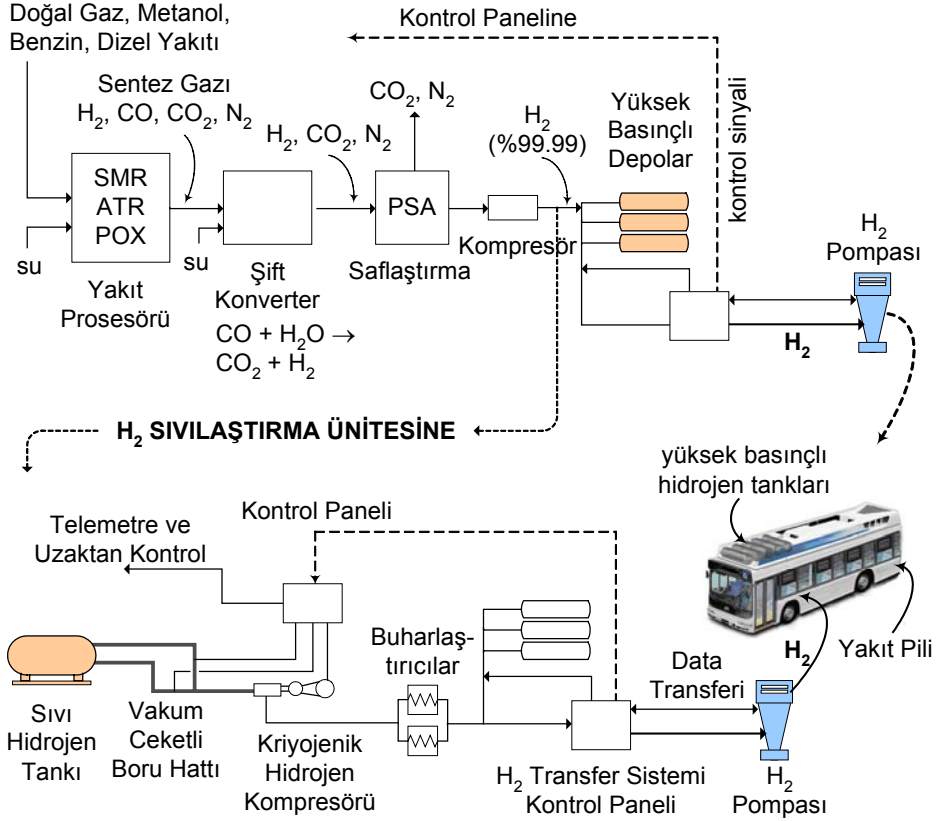 Doğal Gaz, Metanol,
Benzin, Dizel Yakıtı
Kontrol Paneline
Sentez Gazı
H2, CO, CO2, N2
CO2, N2
H2, CO2, N2
H2
(%99.99)
Yüksek
Basınçlı
Depolar
kontrol sinyali
SMR
ATR
POX
PSA
su
su
Yakıt
Prosesörü
Şift
Konverter
CO + H2O →
CO2 + H2
Saflaştırma
Kompresör
H2
Pompası
H2
H2 SIVILAŞTIRMA ÜNİTESİNE
yüksek basınçlı
hidrojen tankları
Telemetre ve
Uzaktan Kontrol
Kontrol Paneli
Buharlaş-
tırıcılar
Data
Transferi
H2
Yakıt Pili
Sıvı
Hidrojen
Tankı
Vakum
Ceketli
Boru Hattı
Kriyojenik
Hidrojen
Kompresörü
H2 Transfer Sistemi
Kontrol Paneli
H2
Pompası